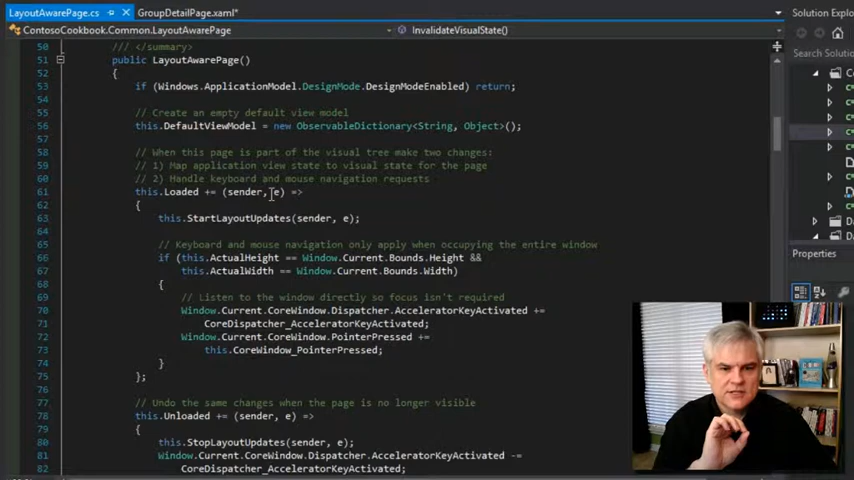 LayoutAwarePage.cs
GroupDetailPage.xaml*
Solution Explo
ContosoCookbook.Common.LayoutAwarePage
InvalidateVisualState()
Search Solution
50 /// </summary>
51 public LayoutAwarePage()
52 {
53 if (Windows.ApplicationModel.DesignMode.DesignModeEnabled) return;
54
55 // Create an empty default view model
56 this.DefaultViewModel = new ObservableDictionary<String, Object>();
57
58 // When this page is part of the visual tree make two changes:
59 // 1) Map application view state to visual state for the page
60 // 2) Handle keyboard and mouse navigation requests
61 this.Loaded += (sender, e) =>
62 {
63 this.StartLayoutUpdates(sender, e);
64
65 // Keyboard and mouse navigation only apply when occupying the entire window
66 if (this.ActualHeight == Window.Current.Bounds.Height &&
67 this.ActualWidth == Window.Current.Bounds.Width)
68 {
69 // Listen to the window directly so focus isn't required
70 Window.Current.CoreWindow.Dispatcher.AcceleratorKeyActivated +=
71 CoreDispatcher_AcceleratorKeyActivated;
72 Window.Current.CoreWindow.PointerPressed +=
73 this.CoreWindow_PointerPressed;
74 }
75 };
76
77 // Undo the same changes when the page is no longer visible
78 this.Unloaded += (sender, e) =>
79 {
80 this.StopLayoutUpdates(sender, e);
81 Window.Current.CoreWindow.Dispatcher.AcceleratorKeyActivated -=
82 CoreDispatcher_AcceleratorKeyActivated;
Properties